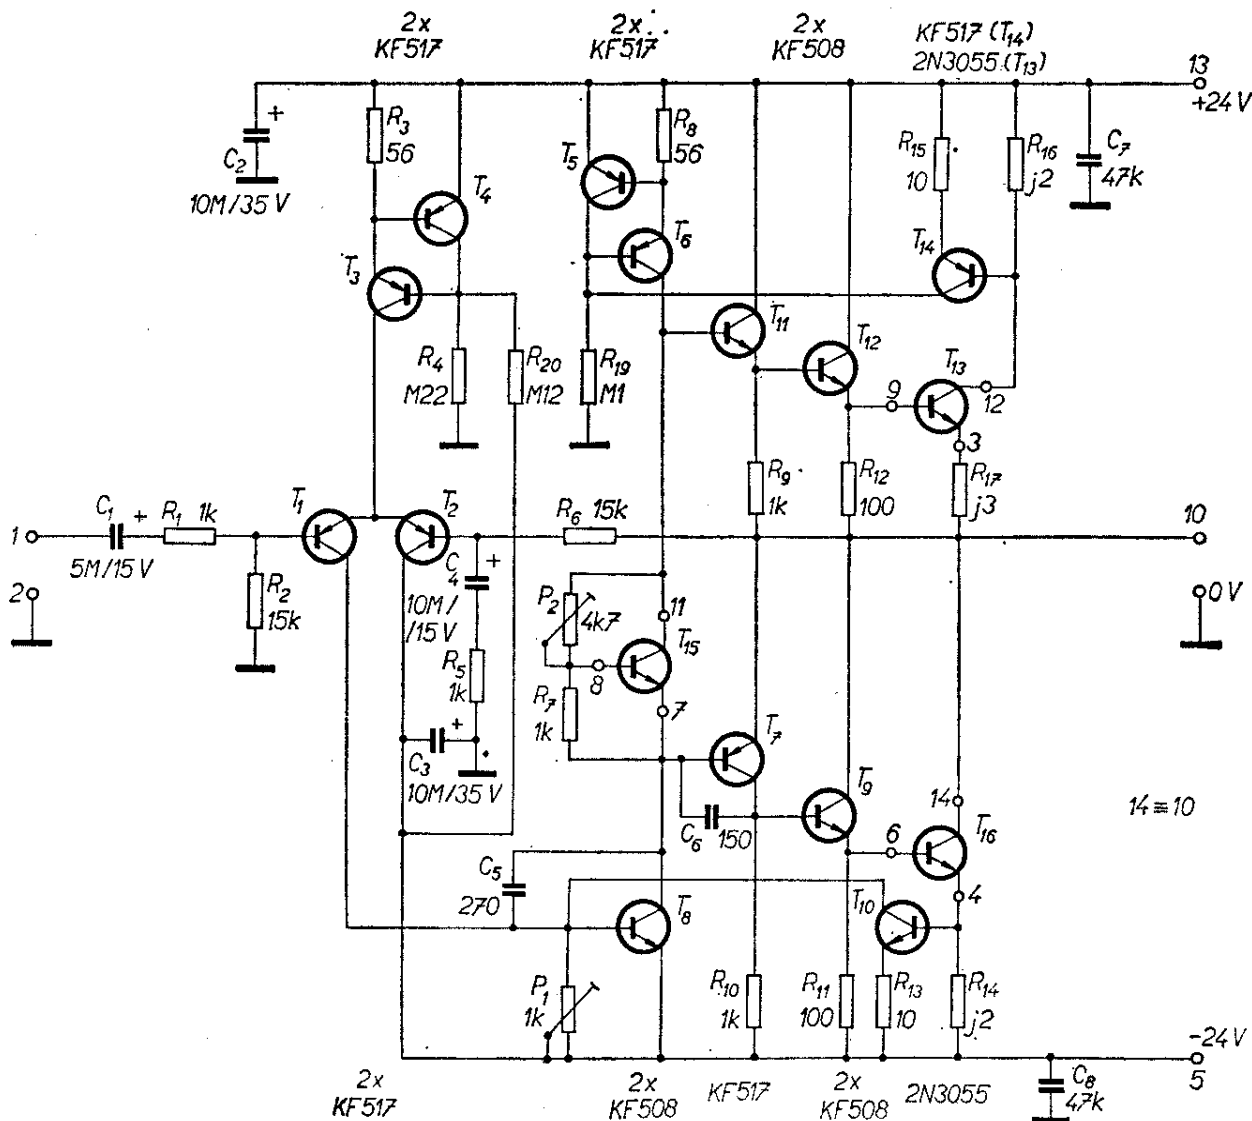 2x
KF517
2x
KF517
2x
KF508
KF517 (T14)
2N3055 (T13)
13
+24V
C2
10M/35 V
R3
56
T4
T3
T5
R8
56
T6
R15
10
R16
j2
C7
47k
T14
T11
T12
T13
9
12
3
R4
M22
R20
M12
R19
M1
R9
1k
R12
100
R17
j3
1
C1
+
5M/15 V
R1 1k
T1
T2
R6 15k
10
2
R2
15k
C4
+
10M/
/15V
P2
4k7
11
T15
8
0V
R5
1k
R7
1k
7
C3
+
10M/35 V
T7
T9
14
14≡10
C6
150
6
T16
C5
270
T8
T10
4
P1
1k
R10
1k
R11
100
R13
10
R14
j2
-24V
5
C8
47k
2x
KF517
2x
KF508
KF517
2x
KF508
2N3055